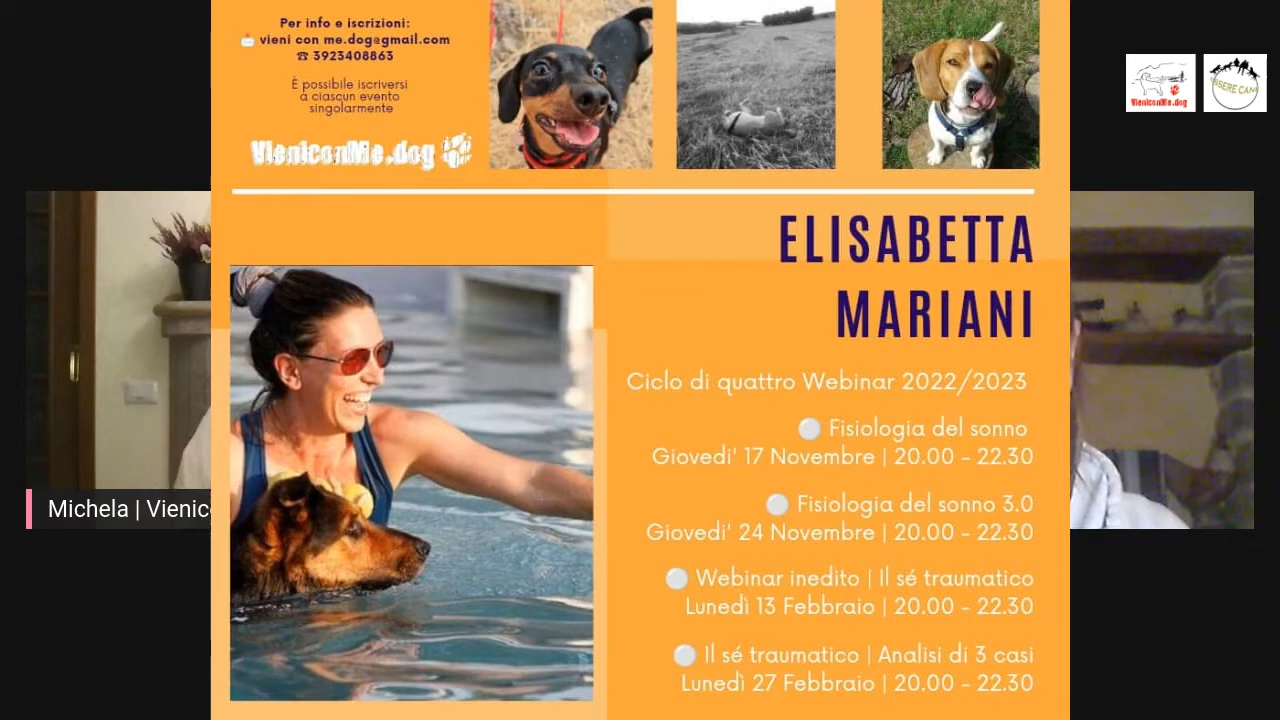 Per info e iscrizioni:
📩 vieni con me.dog@gmail.com
☎ 3923408863
È possibile iscriversi
a ciascun evento
singolarmente
VieniconMe.dog
VieniconMe.dog
ELISABETTA
MARIANI
Ciclo di quattro Webinar 2022/2023
Fisiologia del sonno
Giovedi' 17 Novembre | 20.00 - 22.30
Fisiologia del sonno 3.0
Giovedi' 24 Novembre | 20.00 - 22.30
Webinar inedito | Il sé traumatico
Lunedì 13 Febbraio | 20.00 - 22.30
Il sé traumatico | Analisi di 3 casi
Lunedì 27 Febbraio | 20.00 - 22.30
Michela | Vienic